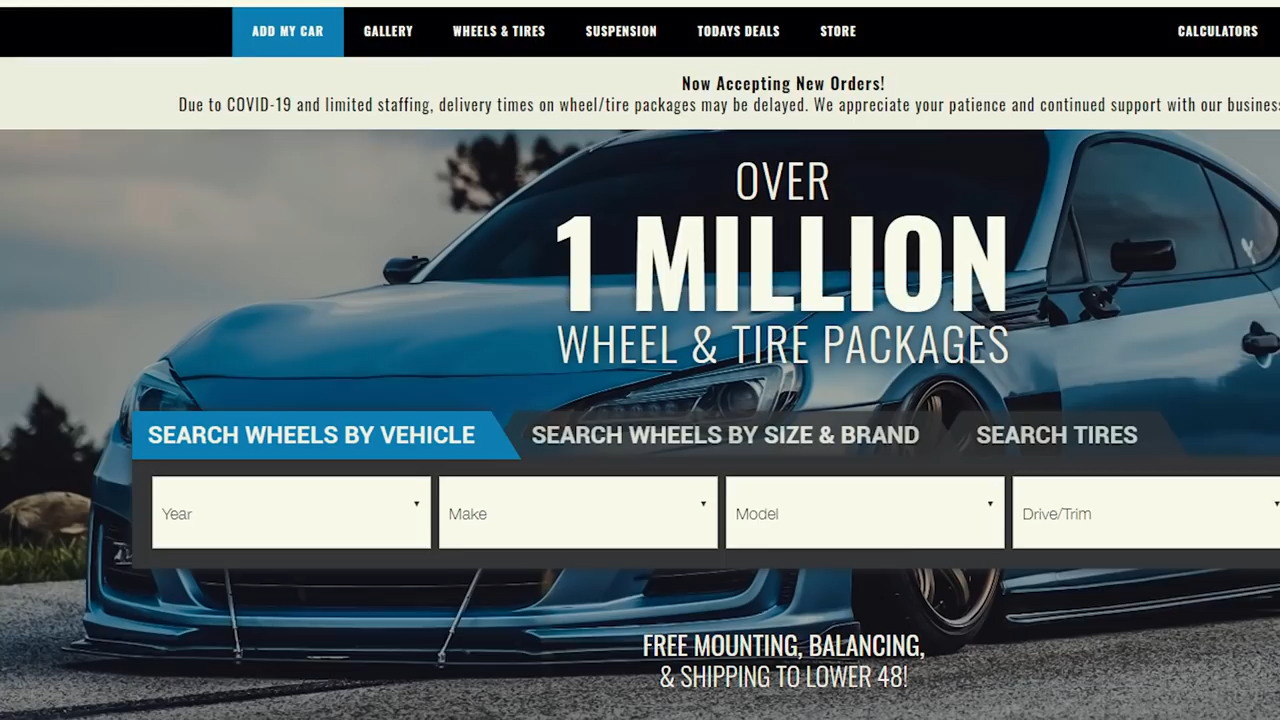 ADD MY CAR GALLERY WHEELS & TIRES SUSPENSION TODAYS DEALS STORE CALCULATORS
Now Accepting New Orders!
Due to COVID-19 and limited staffing, delivery times on wheel/tire packages may be delayed. We appreciate your patience and continued support with our business
OVER
1 MILLION
WHEEL & TIRE PACKAGES
SEARCH WHEELS BY VEHICLE SEARCH WHEELS BY SIZE & BRAND SEARCH TIRES
Year Make Model Drive/Trim
FREE MOUNTING, BALANCING,
& SHIPPING TO LOWER 48!